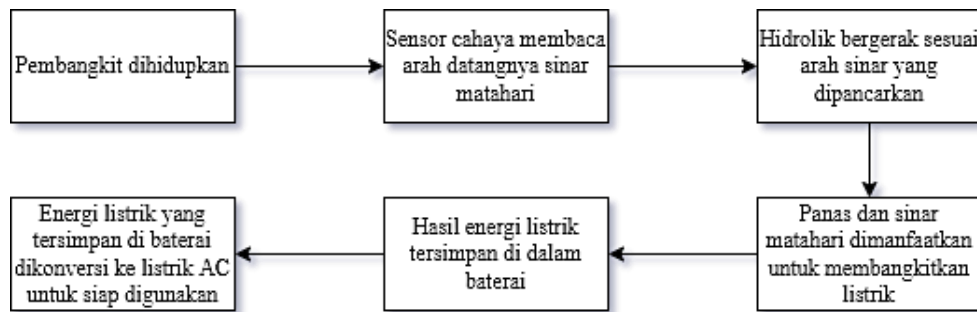 Pembangkit dihidupkan
Sensor cahaya membaca
arah datangnya sinar
matahari
Hidrolik bergerak sesuai
arah sinar yang
dipancarkan
Panas dan sinar
matahari dimanfaatkan
untuk membangkitkan
listrik
Hasil energi listrik
tersimpan di dalam
baterai
Energi listrik yang
tersimpan di baterai
dikonversi ke listrik AC
untuk siap digunakan